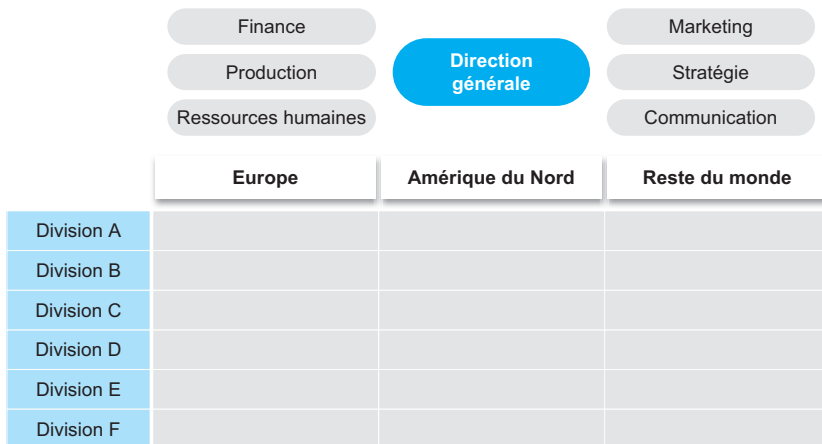 Finance
Production
Ressources humaines
Direction
générale
Marketing
Stratégie
Communication
Europe
Amérique du Nord
Reste du monde
Division A
Division B
Division C
Division D
Division E
Division F